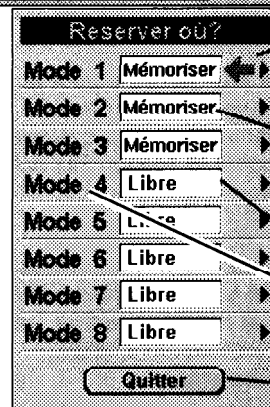 Reserver où?
Mode 1 Mémoriser
Mode 2 Mémoriser
Mode 3 Mémoriser
Mode 4 Libre
Mode 5 Libre
Mode 6 Libre
Mode 7 Libre
Mode 8 Libre
Quitter